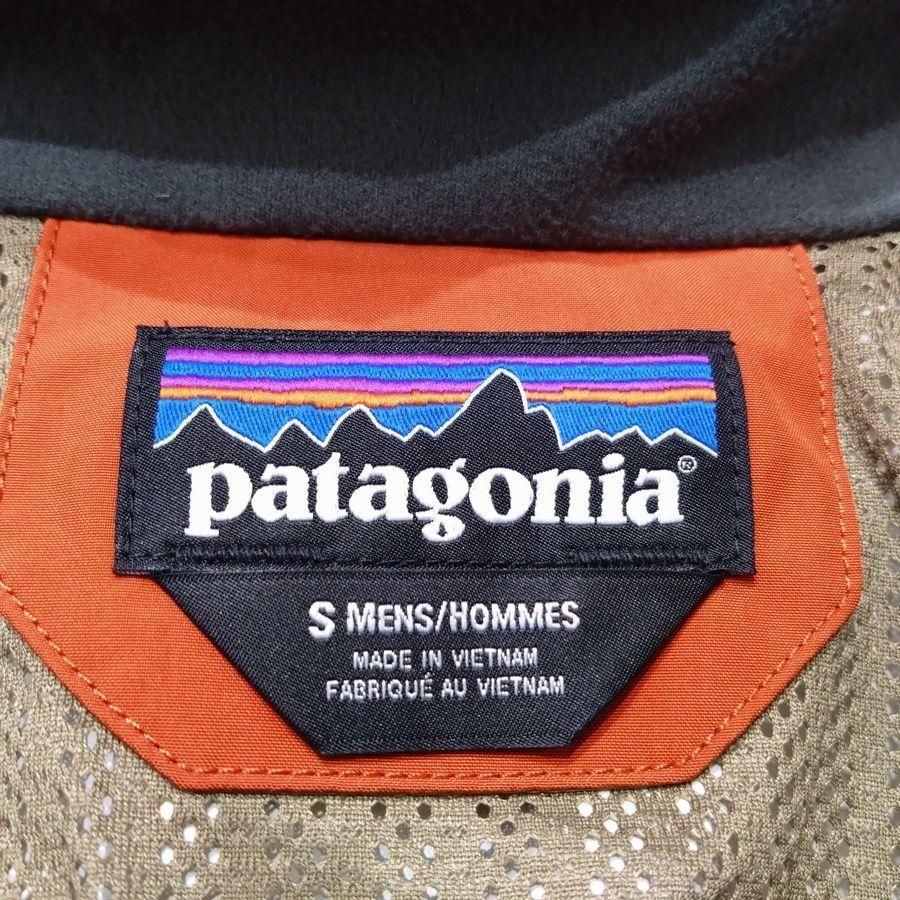 patagonia®
S MENS/HOMMES
MADE IN VIETNAM
FABRIQUÉ AU VIETNAM